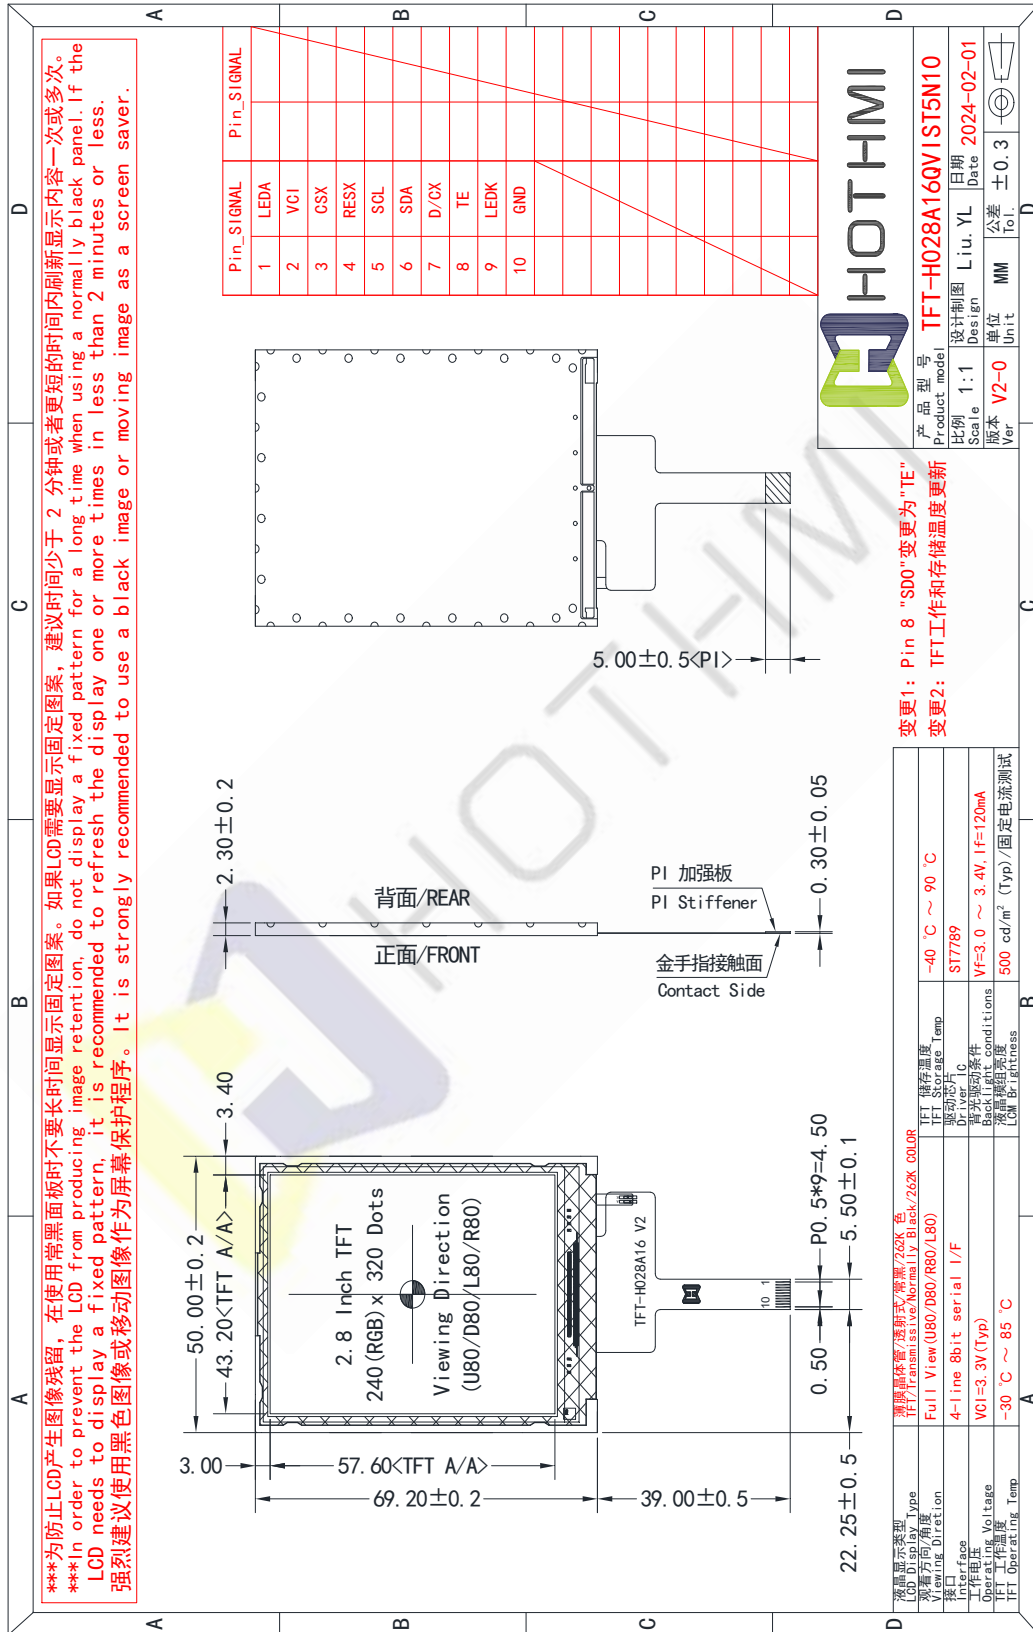 ***为防止LCD产生图像残留，在使用常黑面板时不要长时间显示固定图案。如果LCD需要显示固定图案，建议时间少于 2 分钟或者更短的时间内刷新显示内容一次或多次。
***In order to prevent the LCD from producing image retention, do not display a fixed pattern for a long time when using a normally black panel.If the
LCD needs to display a fixed pattern, it is recommended to refresh the display one or more times in less than 2 minutes or less.
强烈建议使用黑色图像或移动图像作为屏幕保护程序。It is strongly recommended to use a black image or moving image as a screen saver.
A
B
C
D
A
B
C
D
50.00±0.2
43.20<TFT A/A>
3.40
3.00
57.60<TFT A/A>
69.20±0.2
39.00±0.5
2.8 Inch TFT
240(RGB) x 320 Dots
Viewing Direction
(U80/D80/L80/R80)
TFT-H028A16 V2
10 1
0.50
P0.5*9=4.50
5.50±0.1
22.25±0.5
2.30±0.2
背面/REAR
正面/FRONT
PI 加强板
PI Stiffener
金手指接触面
Contact Side
0.30±0.05
5.00±0.5<PI>
Pin_SIGNAL
Pin_SIGNAL
1 LEDA
2 VCI
3 CSX
4 RESX
5 SCL
6 SDA
7 D/CX
8 TE
9 LEDK
10 GND
HOTHMI
变更1: Pin 8 "SDO"变更为"TE"
变更2: TFT工作和存储温度更新
液晶显示类型
LCD Display Type
薄膜晶体管/透射式/常黑/262K 色
TFT/Transmissive/Normally Black/262K COLOR
观看方向/角度
Viewing Diretion
Full View(U80/D80/R80/L80)
接口
Interface
4-line 8bit serial I/F
工作电压
Operating Voltage
VCI=3.3V(Typ)
TFT 工作温度
TFT Operating Temp
-30 °C ～ 85 °C
TFT 储存温度
TFT Storage Temp
-40 °C ～ 90 °C
驱动芯片
Driver IC
ST7789
背光驱动条件
Backlight conditions
Vf=3.0 ～ 3.4V,If=120mA
液晶模组亮度
LCM Brightness
500 cd/m² (Typ)/固定电流测试
HOTHMI
产 品 型 号
Product model
TFT-H028A16QVIST5N10
比例
Scale
1:1
设计制图
Design
Liu. YL
日期
Date
2024-02-01
版本
Ver
V2-0
单位
Unit
MM
公差
Tol.
±0.3
A
B
C
D
A
B
C
D